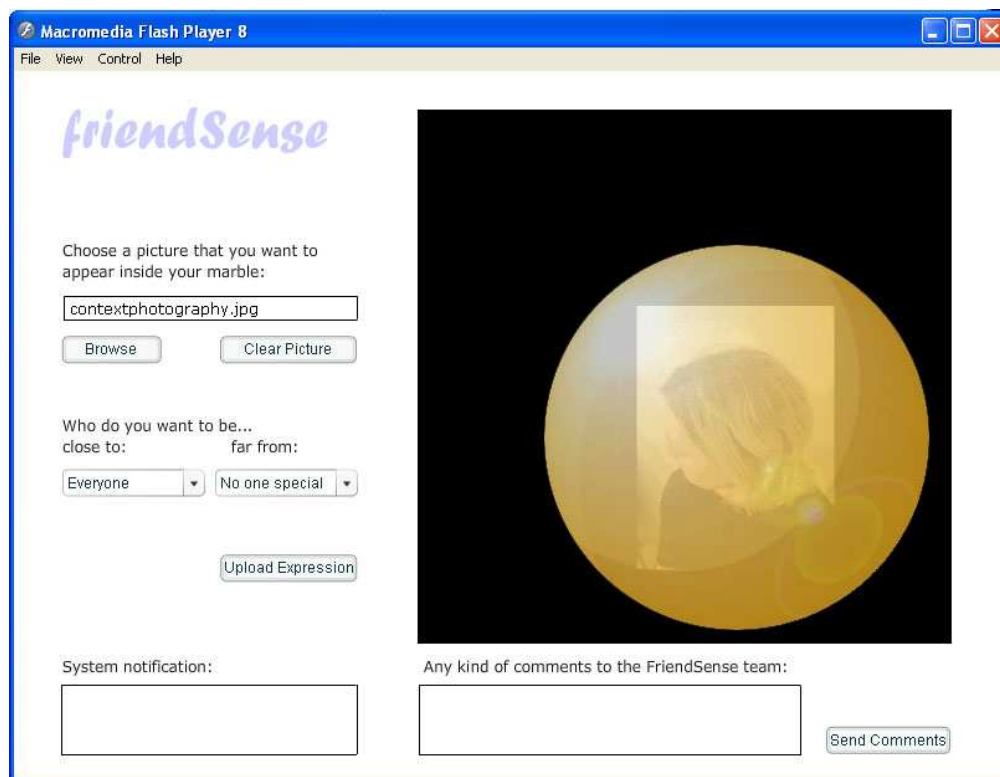 Macromedia Flash Player 8
File View Control Help
friendSense
Choose a picture that you want to
appear inside your marble:
contextphotography.jpg
Browse Clear Picture
Who do you want to be...
close to: far from:
Everyone No one special
Upload Expression
System notification:
Any kind of comments to the FriendSense team:
Send Comments